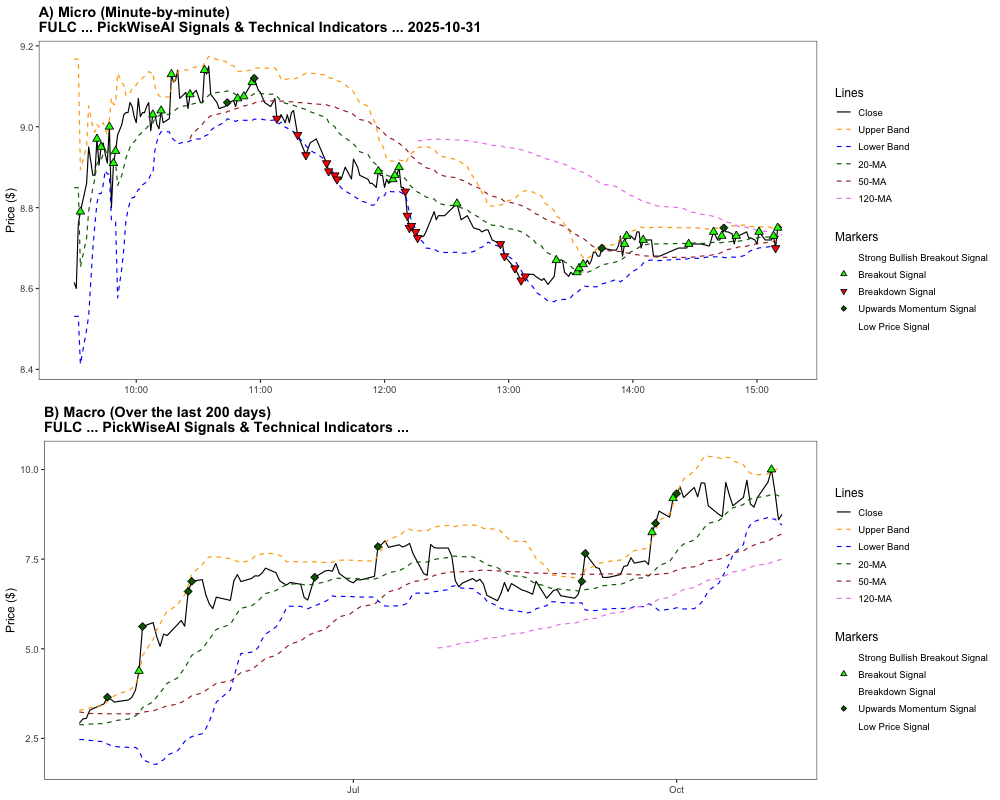 A) Micro (Minute-by-minute)
FULC ... PickWiseAI Signals & Technical Indicators ... 2025-10-31
Price ($)
9.2
9.0
8.8
8.6
8.4
10:00
11:00
12:00
13:00
14:00
15:00
Lines
Close
Upper Band
Lower Band
20-MA
50-MA
120-MA
Markers
Strong Bullish Breakout Signal
Breakout Signal
Breakdown Signal
Upwards Momentum Signal
Low Price Signal
B) Macro (Over the last 200 days)
FULC ... PickWiseAI Signals & Technical Indicators ...
Price ($)
10.0
7.5
5.0
2.5
Jul
Oct
Lines
Close
Upper Band
Lower Band
20-MA
50-MA
120-MA
Markers
Strong Bullish Breakout Signal
Breakout Signal
Breakdown Signal
Upwards Momentum Signal
Low Price Signal